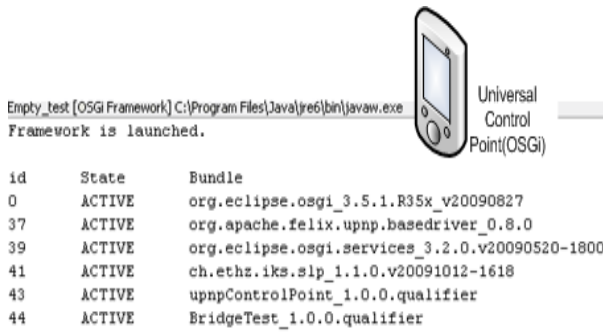 Empty_test [OSGi Framework] C:\Program Files\Java\jre6\bin\javaw.exe
Universal
Control
Point(OSGi)
Framework is launched.
id State Bundle
0 ACTIVE org.eclipse.osgi_3.5.1.R35x_v20090827
37 ACTIVE org.apache.felix.upnp.basedriver_0.8.0
39 ACTIVE org.eclipse.osgi.services_3.2.0.v20090520-1800
41 ACTIVE ch.ethz.iks.slp_1.1.0.v20091012-1618
43 ACTIVE upnpControlPoint_1.0.0.qualifier
44 ACTIVE BridgeTest_1.0.0.qualifier